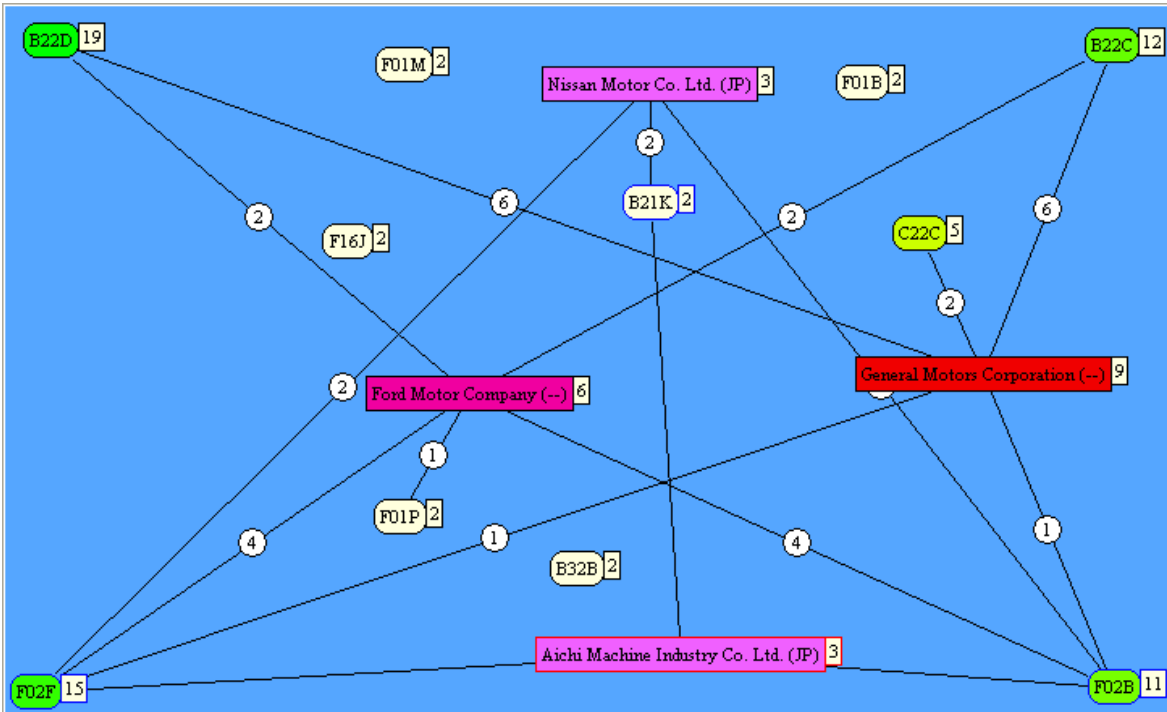 B22D 19
B22C 12
F01M 2
Nissan Motor Co. Ltd. (JP) 3
F01B 2
2
B21K 2
6
2
2
6
F16J 2
C22C 5
2
General Motors Corporation (--) 9
2
Ford Motor Company (--) 6
1
F01P 2
4
1
4
1
B32B 2
Aichi Machine Industry Co. Ltd. (JP) 3
F02F 15
F02B 11